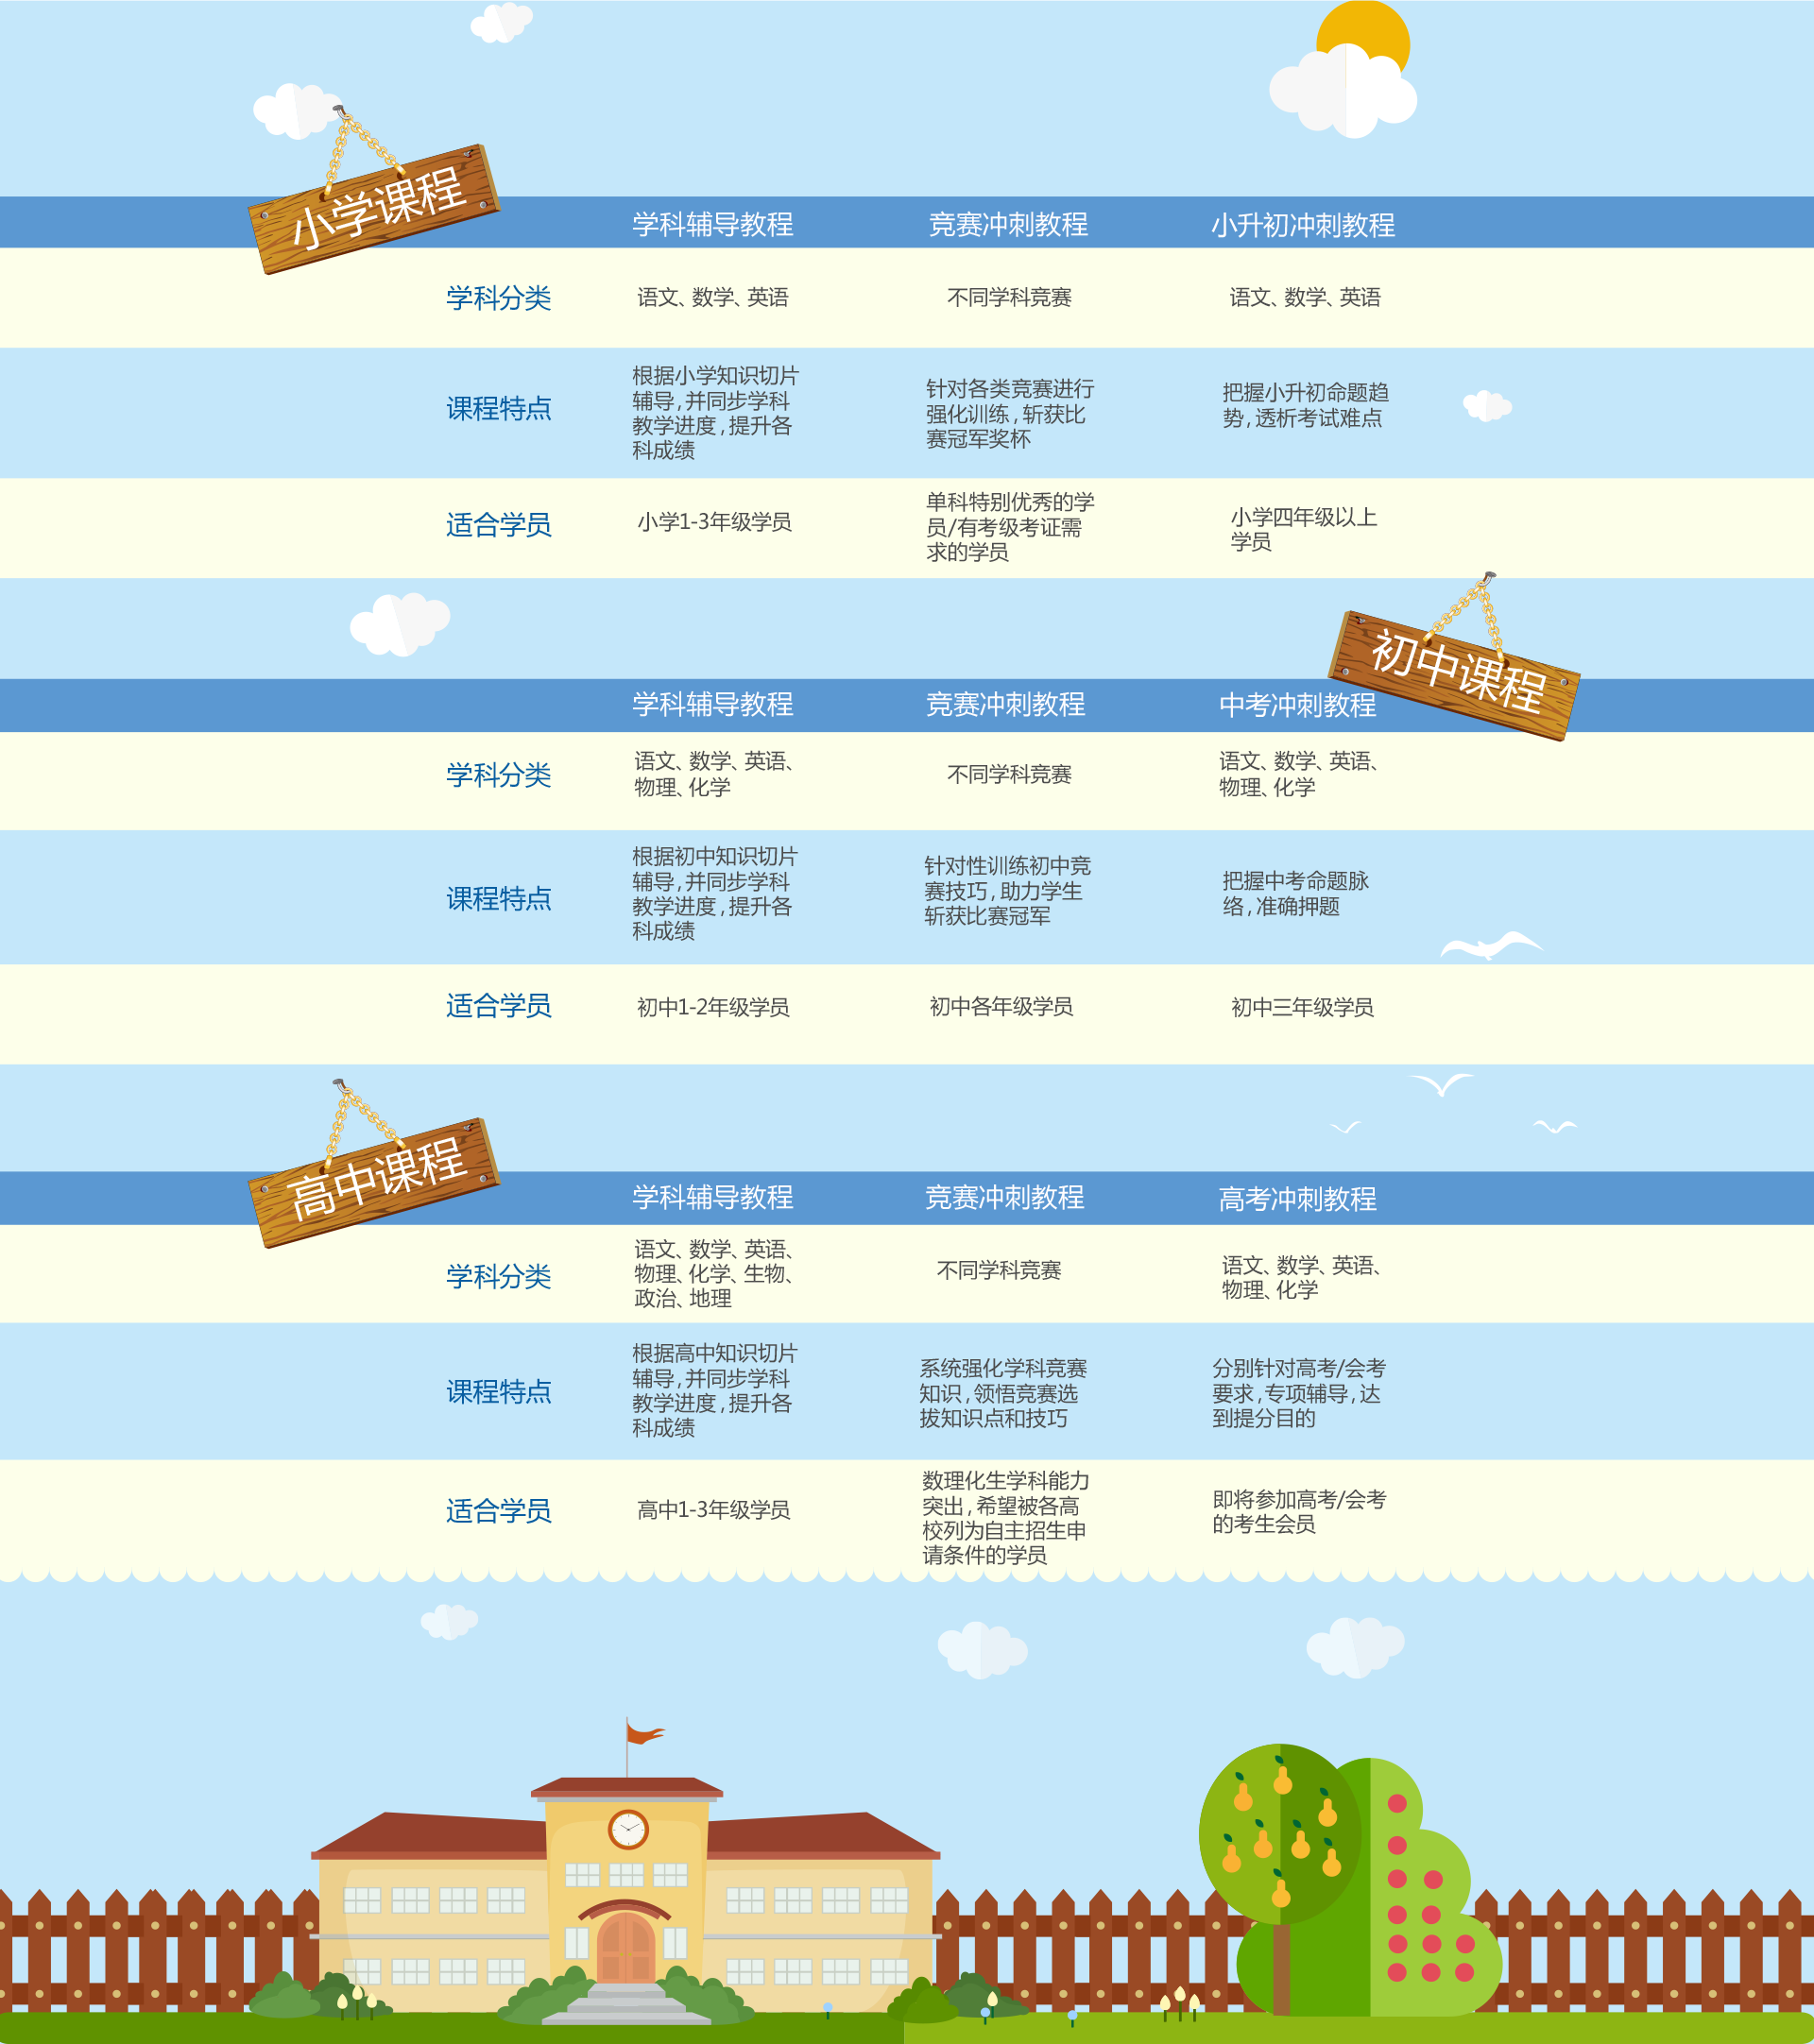 小学课程
学科辅导教程
竞赛冲刺教程
小升初冲刺教程
学科分类
语文、数学、英语
不同学科竞赛
语文、数学、英语
课程特点
根据小学知识切片
辅导,并同步学科
教学进度,提升各
科成绩
针对各类竞赛进行
强化训练,斩获比
赛冠军奖杯
把握小升初命题趋
势,透析考试难点
适合学员
小学1-3年级学员
单科特别优秀的学
员/有考级考证需
求的学员
小学四年级以上
学员
初中课程
学科辅导教程
竞赛冲刺教程
中考冲刺教程
学科分类
语文、数学、英语、
物理、化学
不同学科竞赛
语文、数学、英语、
物理、化学
课程特点
根据初中知识切片
辅导,并同步学科
教学进度,提升各
科成绩
针对性训练初中竞
赛技巧,助力学生
斩获比赛冠军
把握中考命题脉
络,准确押题
适合学员
初中1-2年级学员
初中各年级学员
初中三年级学员
高中课程
学科辅导教程
竞赛冲刺教程
高考冲刺教程
学科分类
语文、数学、英语、
物理、化学、生物、
政治、地理
不同学科竞赛
语文、数学、英语、
物理、化学
课程特点
根据高中知识切片
辅导,并同步学科
教学进度,提升各
科成绩
系统强化学科竞赛
知识,领悟竞赛选
拔知识点和技巧
分别针对高考/会考
要求,专项辅导,达
到提分目的
适合学员
高中1-3年级学员
数理化生学科能力
突出,希望被各高
校列为自主招生申
请条件的学员
即将参加高考/会考
的考生会员